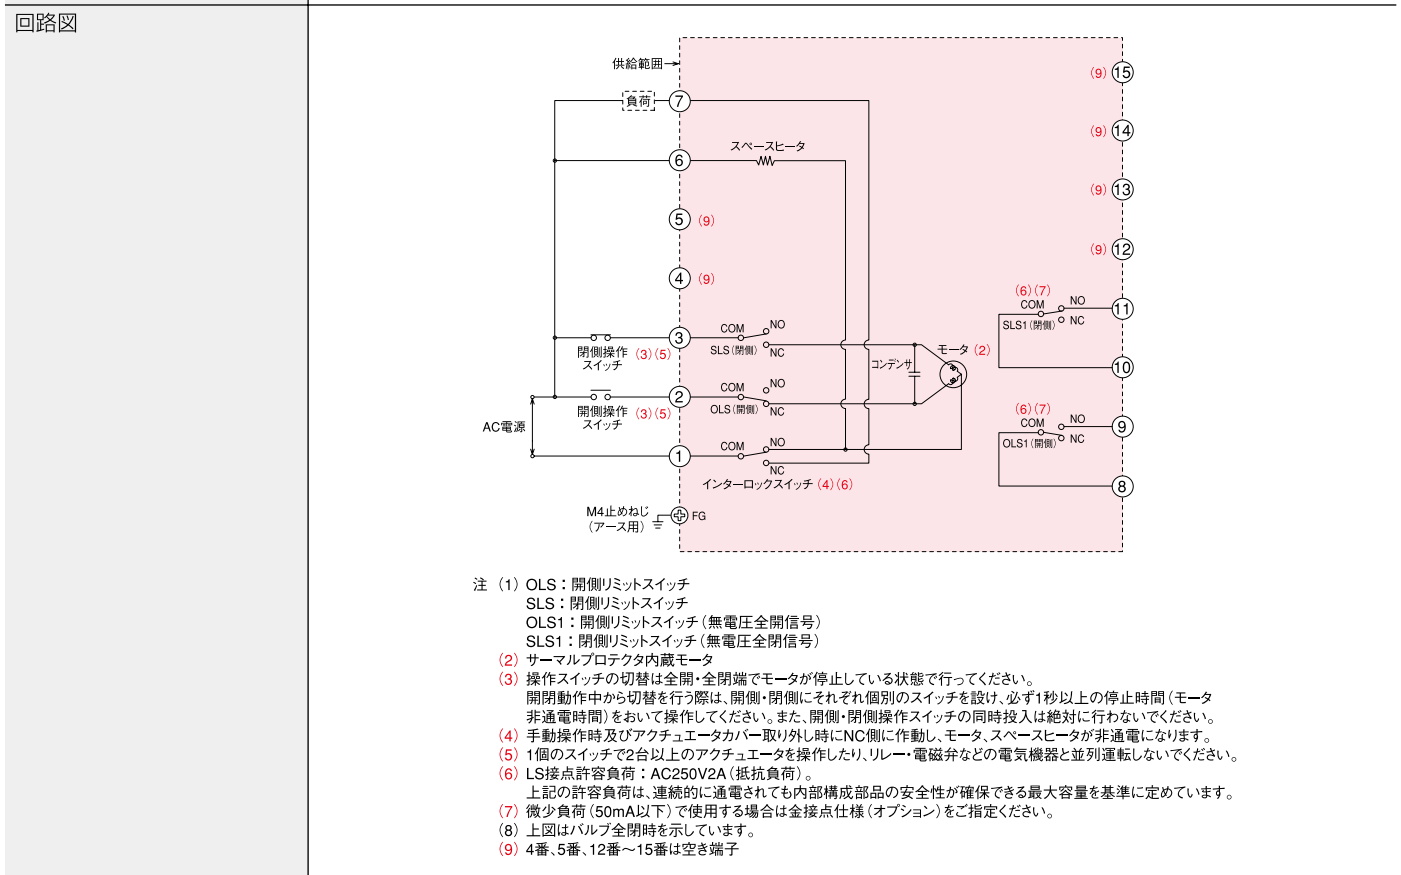 回路図
供給範囲
(9) 15
負荷 7
(9) 14
スペースヒータ
6
(9) 13
5 (9)
(9) 12
4 (9)
(6)(7)
COM NO
11
SLS1(閉側) NC
3 COM NO
SLS(閉側) NC
閉側操作 (3)(5)
スイッチ
コンデンサ
モータ (2)
10
2 COM NO
OLS(開側) NC
開側操作 (3)(5)
スイッチ
(6)(7)
COM NO
9
OLS1(開側) NC
AC電源
1 COM NO
NC
インターロックスイッチ (4)(6)
8
M4止めねじ
(アース用)
FG
注 (1) OLS:開側リミットスイッチ
SLS:閉側リミットスイッチ
OLS1:開側リミットスイッチ(無電圧全開信号)
SLS1:閉側リミットスイッチ(無電圧全閉信号)
(2) サーマルプロテクタ内蔵モータ
(3) 操作スイッチの切替は全開・全閉端でモータが停止している状態で行ってください。
開閉動作中から切替を行う際は、開側・閉側にそれぞれ個別のスイッチを設け、必ず1秒以上の停止時間(モータ
非通電時間)をおいて操作してください。また、開側・閉側操作スイッチの同時投入は絶対に行わないでください。
(4) 手動操作時及びアクチュエータカバー取り外し時にNC側に作動し、モータ、スペースヒータが非通電になります。
(5) 1個のスイッチで2台以上のアクチュエータを操作したり、リレー・電磁弁などの電気機器と並列運転しないでください。
(6) LS接点許容負荷:AC250V2A(抵抗負荷)。
上記の許容負荷は、連続的に通電されても内部構成部品の安全性が確保できる最大容量を基準に定めています。
(7) 微少負荷(50mA以下)で使用する場合は金接点仕様(オプション)をご指定ください。
(8) 上図はバルブ全閉時を示しています。
(9) 4番、5番、12番〜15番は空き端子